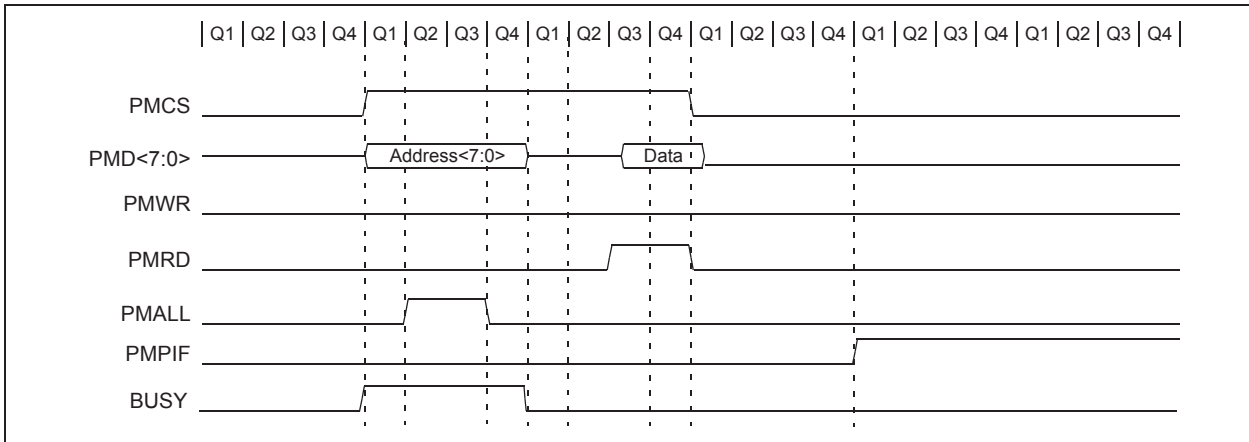 Q1 Q2 Q3 Q4 Q1 Q2 Q3 Q4 Q1 Q2 Q3 Q4 Q1 Q2 Q3 Q4 Q1 Q2 Q3 Q4 Q1 Q2 Q3 Q4
PMCS
PMD<7:0> Address<7:0> Data
PMWR
PMRD
PMALL
PMPIF
BUSY